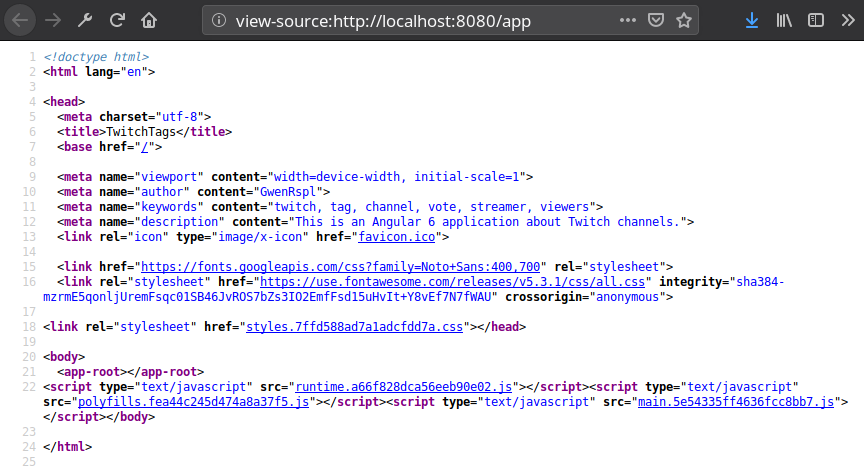 view-source:http://localhost:8080/app
1 <!doctype html>
2 <html lang="en">
3
4 <head>
5 <meta charset="utf-8">
6 <title>TwitchTags</title>
7 <base href="/">
8
9 <meta name="viewport" content="width=device-width, initial-scale=1">
10 <meta name="author" content="GwenRspl">
11 <meta name="keywords" content="twitch, tag, channel, vote, streamer, viewers">
12 <meta name="description" content="This is an Angular 6 application about Twitch channels.">
13 <link rel="icon" type="image/x-icon" href="favicon.ico">
14
15 <link href="https://fonts.googleapis.com/css?family=Noto+Sans:400,700" rel="stylesheet">
16 <link rel="stylesheet" href="https://use.fontawesome.com/releases/v5.3.1/css/all.css" integrity="sha384-
mzrmE5qonljUremFsqc01SB46JvROS7bZs3IO2EmfFsd15uHvIt+Y8vEf7N7fWAU" crossorigin="anonymous">
17
18 <link rel="stylesheet" href="styles.7ffd588ad7a1adcfdd7a.css"></head>
19
20 <body>
21 <app-root></app-root>
22 <script type="text/javascript" src="runtime.a66f828dca56eeb90e02.js"></script><script type="text/javascript"
src="polyfills.fea44c245d474a8a37f5.js"></script><script type="text/javascript" src="main.5e54335ff4636fcc8bb7.js">
</script></body>
23
24 </html>
25